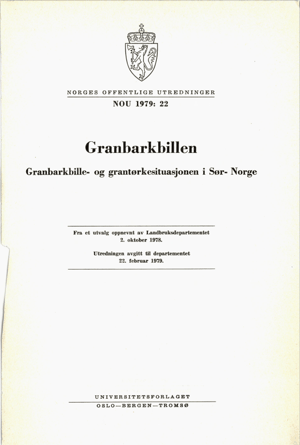 NORGES OFFENTLIGE UTREDNINGER
NOU 1979: 22
Granbarkbillen
Granbarkbille- og grantørkesituasjonen i Sør- Norge
Fra et utvalg oppnevnt av Landbruksdepartementet
2. oktober 1978.
Utredningen avgitt til departementet
22. februar 1979.
UNIVERSITETSFORLAGET
OSLO—BERGEN—TROMSØ